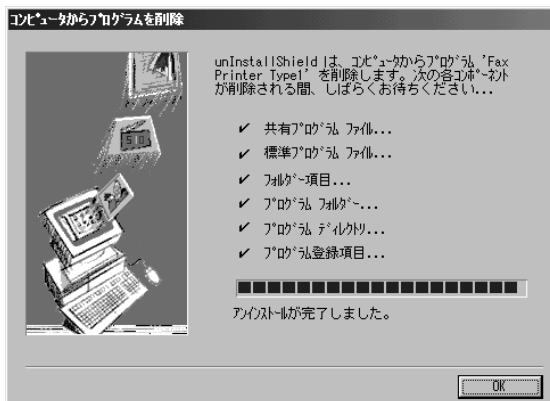 ｺﾝﾋﾟｭｰﾀからﾌﾟﾛｸﾞﾗﾑを削除
unInstallShield は、ｺﾝﾋﾟｭｰﾀからﾌﾟﾛｸﾞﾗﾑ 'Fax
Printer Type1' を削除します。次の各ｺﾝﾎﾟｰﾈﾝﾄ
が削除される間、しばらくお待ちください...
✔ 共有ﾌﾟﾛｸﾞﾗﾑ ﾌｧｲﾙ...
✔ 標準ﾌﾟﾛｸﾞﾗﾑ ﾌｧｲﾙ...
✔ ﾌｫﾙﾀﾞｰ項目...
✔ ﾌﾟﾛｸﾞﾗﾑ ﾌｫﾙﾀﾞｰ...
✔ ﾌﾟﾛｸﾞﾗﾑ ﾃﾞｨﾚｸﾄﾘ...
✔ ﾌﾟﾛｸﾞﾗﾑ登録項目...
ｱﾝｲﾝｽﾄｰﾙが完了しました。
OK